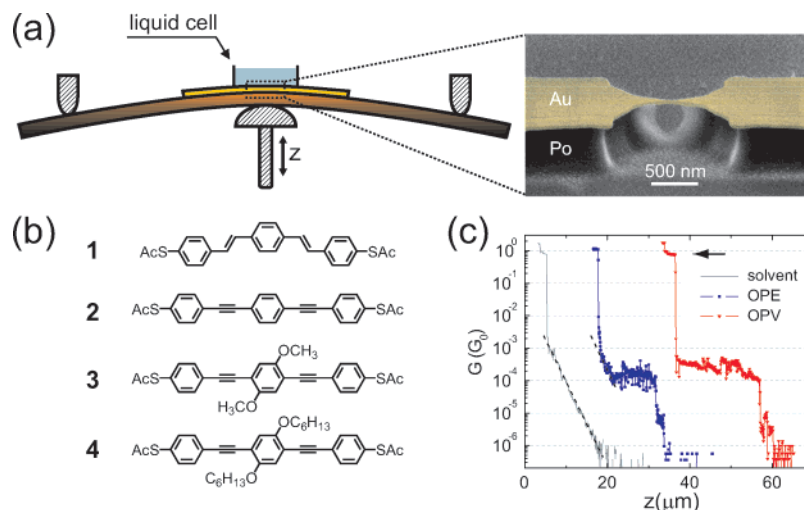 (a)
liquid cell
z
Au
Po
500 nm
(b)
1
AcS
SAc
2
AcS
SAc
3
OCH₃
AcS
SAc
H₃CO
4
OC₆H₁₃
AcS
SAc
C₆H₁₃O
(c)
10⁰
10⁻¹
10⁻²
10⁻³
10⁻⁴
10⁻⁵
10⁻⁶
G (G₀)
solvent
OPE
OPV
0 20 40 60
z(μm)